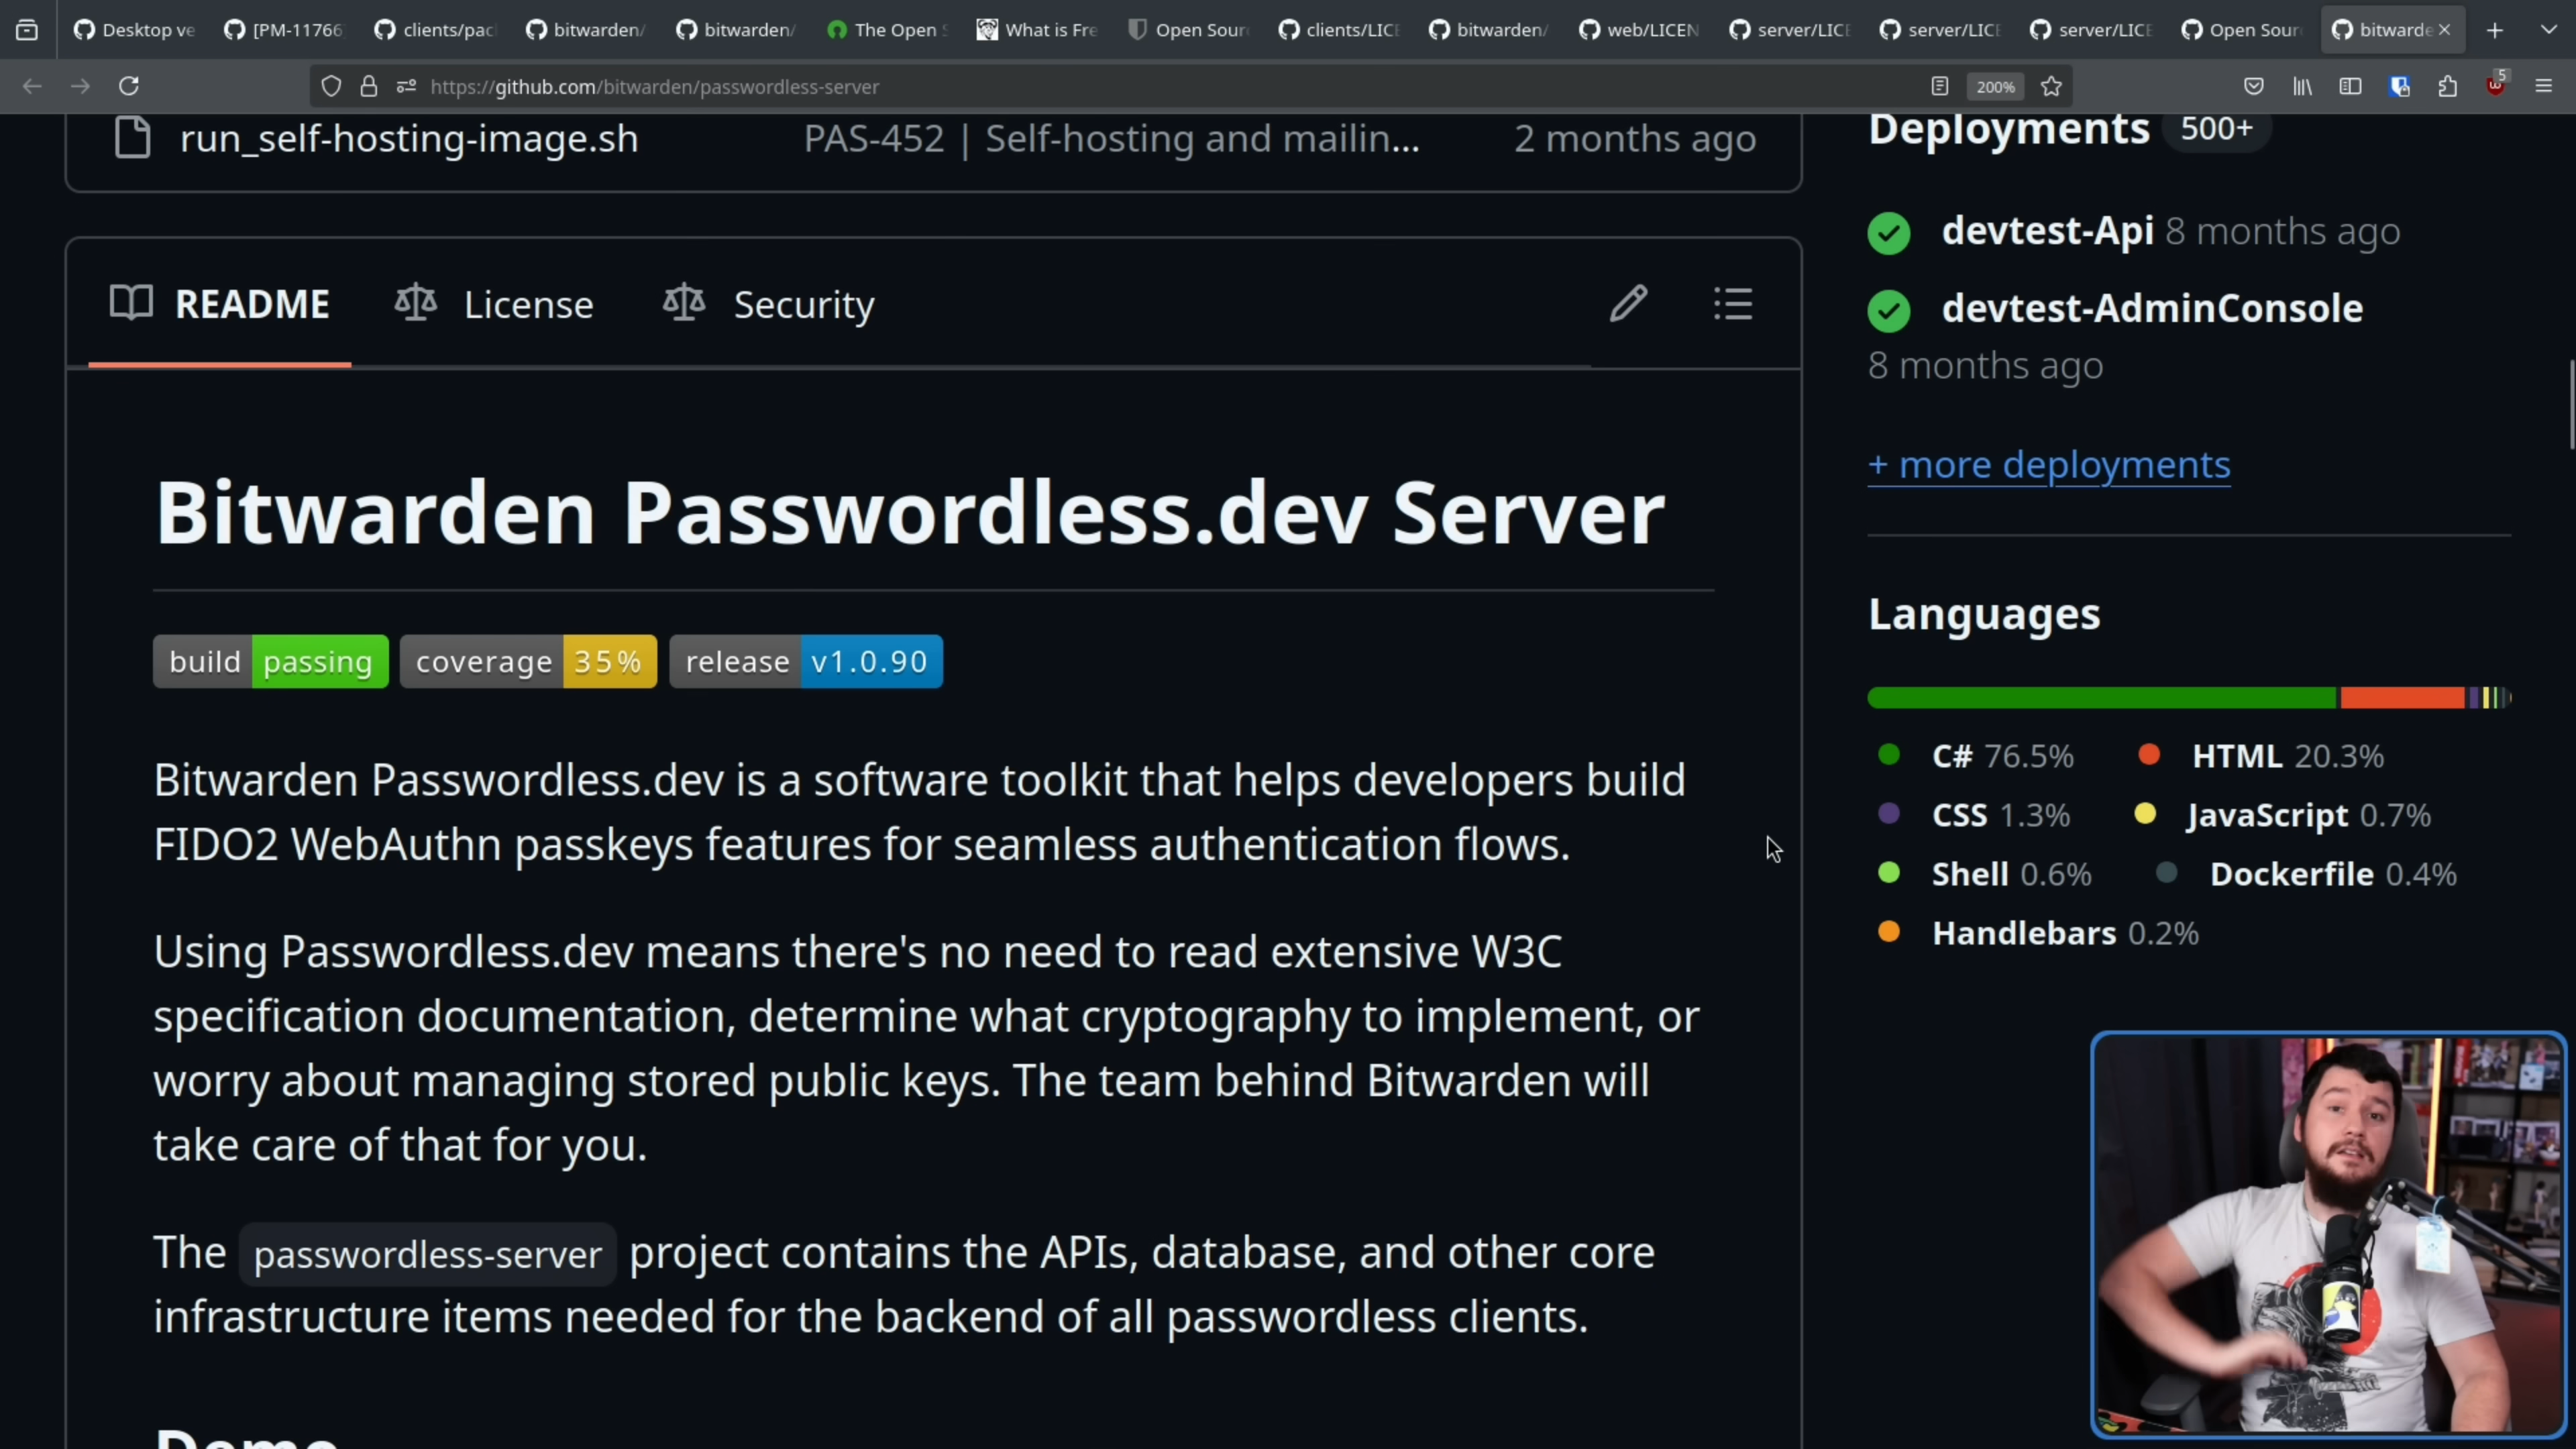 Desktop ve
[PM-11766
clients/pac
bitwarden/
bitwarden/
The Open S
What is Fre
Open Sour
clients/LICE
bitwarden/
web/LICEN
server/LICE
server/LICE
server/LICE
Open Sour
bitwarde
https://github.com/bitwarden/passwordless-server
200%
5
run_self-hosting-image.sh PAS-452 | Self-hosting and mailin... 2 months ago
README License Security
Bitwarden Passwordless.dev Server
build passing coverage 35% release v1.0.90
Bitwarden Passwordless.dev is a software toolkit that helps developers build
FIDO2 WebAuthn passkeys features for seamless authentication flows.
Using Passwordless.dev means there's no need to read extensive W3C
specification documentation, determine what cryptography to implement, or
worry about managing stored public keys. The team behind Bitwarden will
take care of that for you.
The passwordless-server project contains the APIs, database, and other core
infrastructure items needed for the backend of all passwordless clients.
Demo
Deployments 500+
devtest-Api 8 months ago
devtest-AdminConsole
8 months ago
+ more deployments
Languages
C# 76.5% HTML 20.3%
CSS 1.3% JavaScript 0.7%
Shell 0.6% Dockerfile 0.4%
Handlebars 0.2%